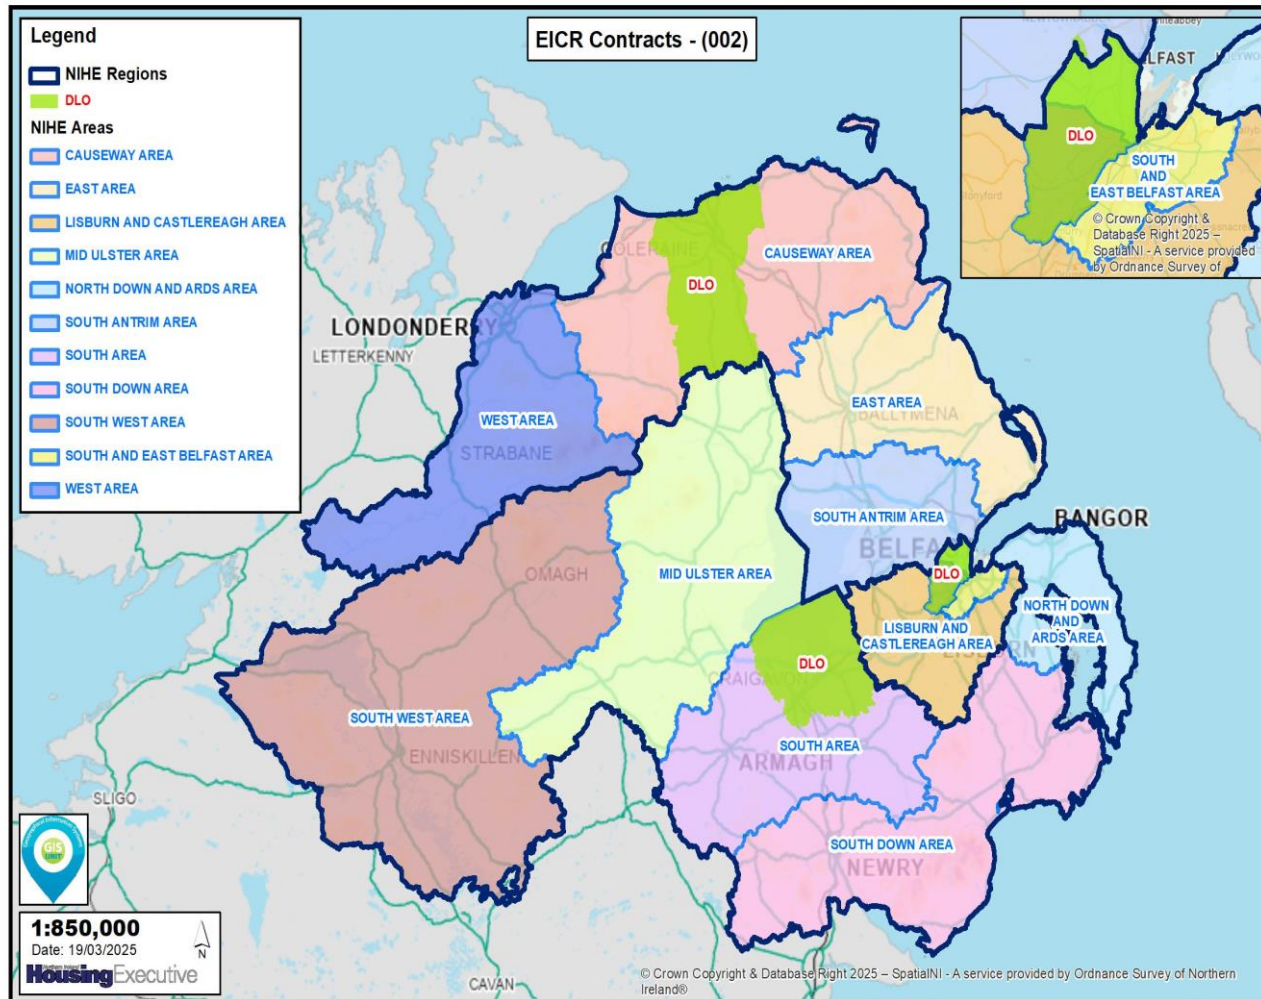 Legend
NIHE Regions
DLO
NIHE Areas
CAUSEWAY AREA
EAST AREA
LISBURN AND CASTLEREAGH AREA
MID ULSTER AREA
NORTH DOWN AND ARDS AREA
SOUTH ANTRIM AREA
SOUTH AREA
SOUTH DOWN AREA
SOUTH WEST AREA
SOUTH AND EAST BELFAST AREA
WEST AREA
EICR Contracts - (002)
LFAST
DLO
SOUTH
AND
EAST BELFAST AREA
© Crown Copyright &
Database Right 2025 –
SpatialNI - A service provided
by Ordnance Survey of
COLERAINE
CAUSEWAY AREA
DLO
LONDONDERRY
LETTERKENNY
EAST AREA
BALLYMENA
WEST AREA
STRABANE
SOUTH ANTRIM AREA
BANGOR
BELFA
OMAGH
MID ULSTER AREA
DLO
NORTH DOWN
AND
ARDS AREA
LISBURN AND
CASTLEREAGH AREA
LISBURN
DLO
CRAIGAVON
SOUTH WEST AREA
ENNISKILLEN
SOUTH AREA
ARMAGH
SLIGO
SOUTH DOWN AREA
NEWRY
GIS
UNIT
1:850,000
Date: 19/03/2025
N
Housing Executive
CAVAN
© Crown Copyright & Database Right 2025 – SpatialNI - A service provided by Ordnance Survey of Northern
Ireland®